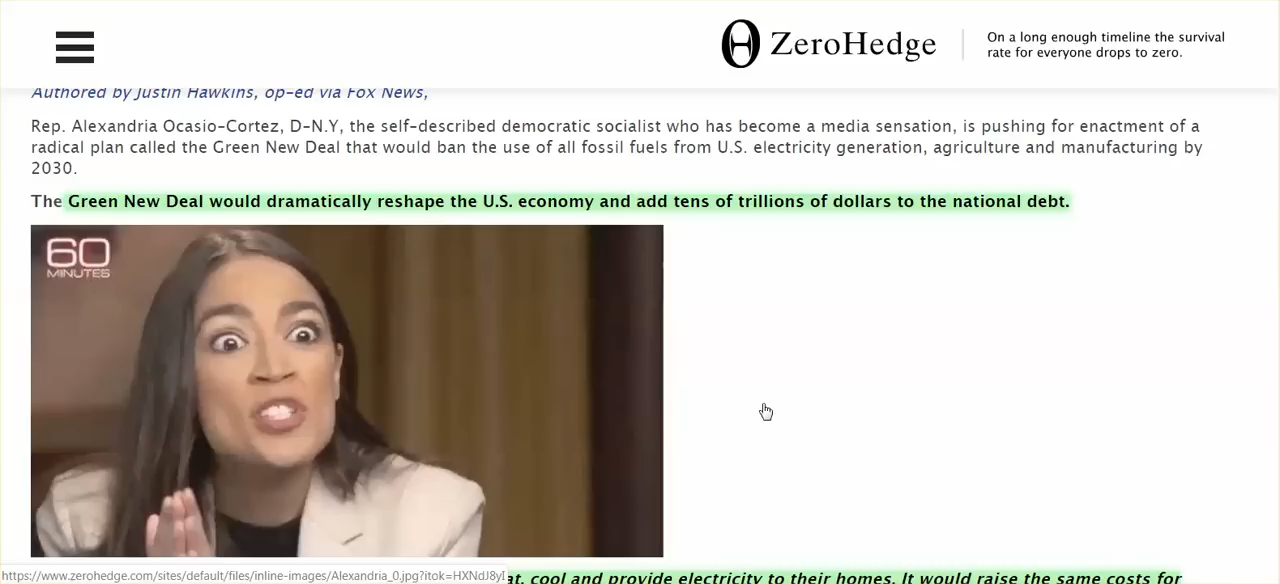 ZeroHedge
On a long enough timeline the survival
rate for everyone drops to zero.
Authored by Justin Hawkins, op-ed via Fox News,
Rep. Alexandria Ocasio-Cortez, D-N.Y, the self-described democratic socialist who has become a media sensation, is pushing for enactment of a
radical plan called the Green New Deal that would ban the use of all fossil fuels from U.S. electricity generation, agriculture and manufacturing by
2030.
The Green New Deal would dramatically reshape the U.S. economy and add tens of trillions of dollars to the national debt.
60
MINUTES
https://www.zerohedge.com/sites/default/files/inline-images/Alexandria_0.jpg?itok=HXNdJ8yI
at, cool and provide electricity to their homes. It would raise the same costs for